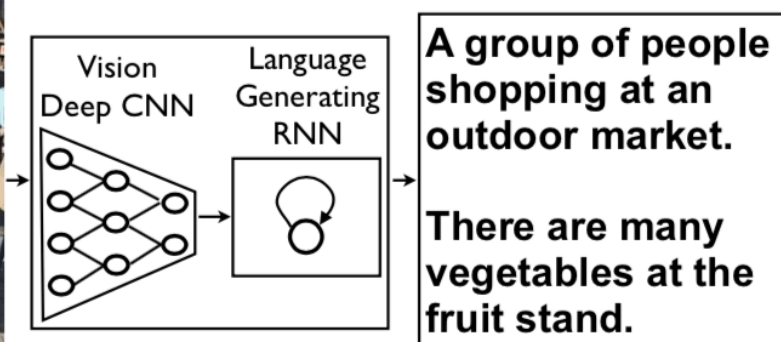 Vision
Deep CNN
Language
Generating
RNN
A group of people
shopping at an
outdoor market.
There are many
vegetables at the
fruit stand.